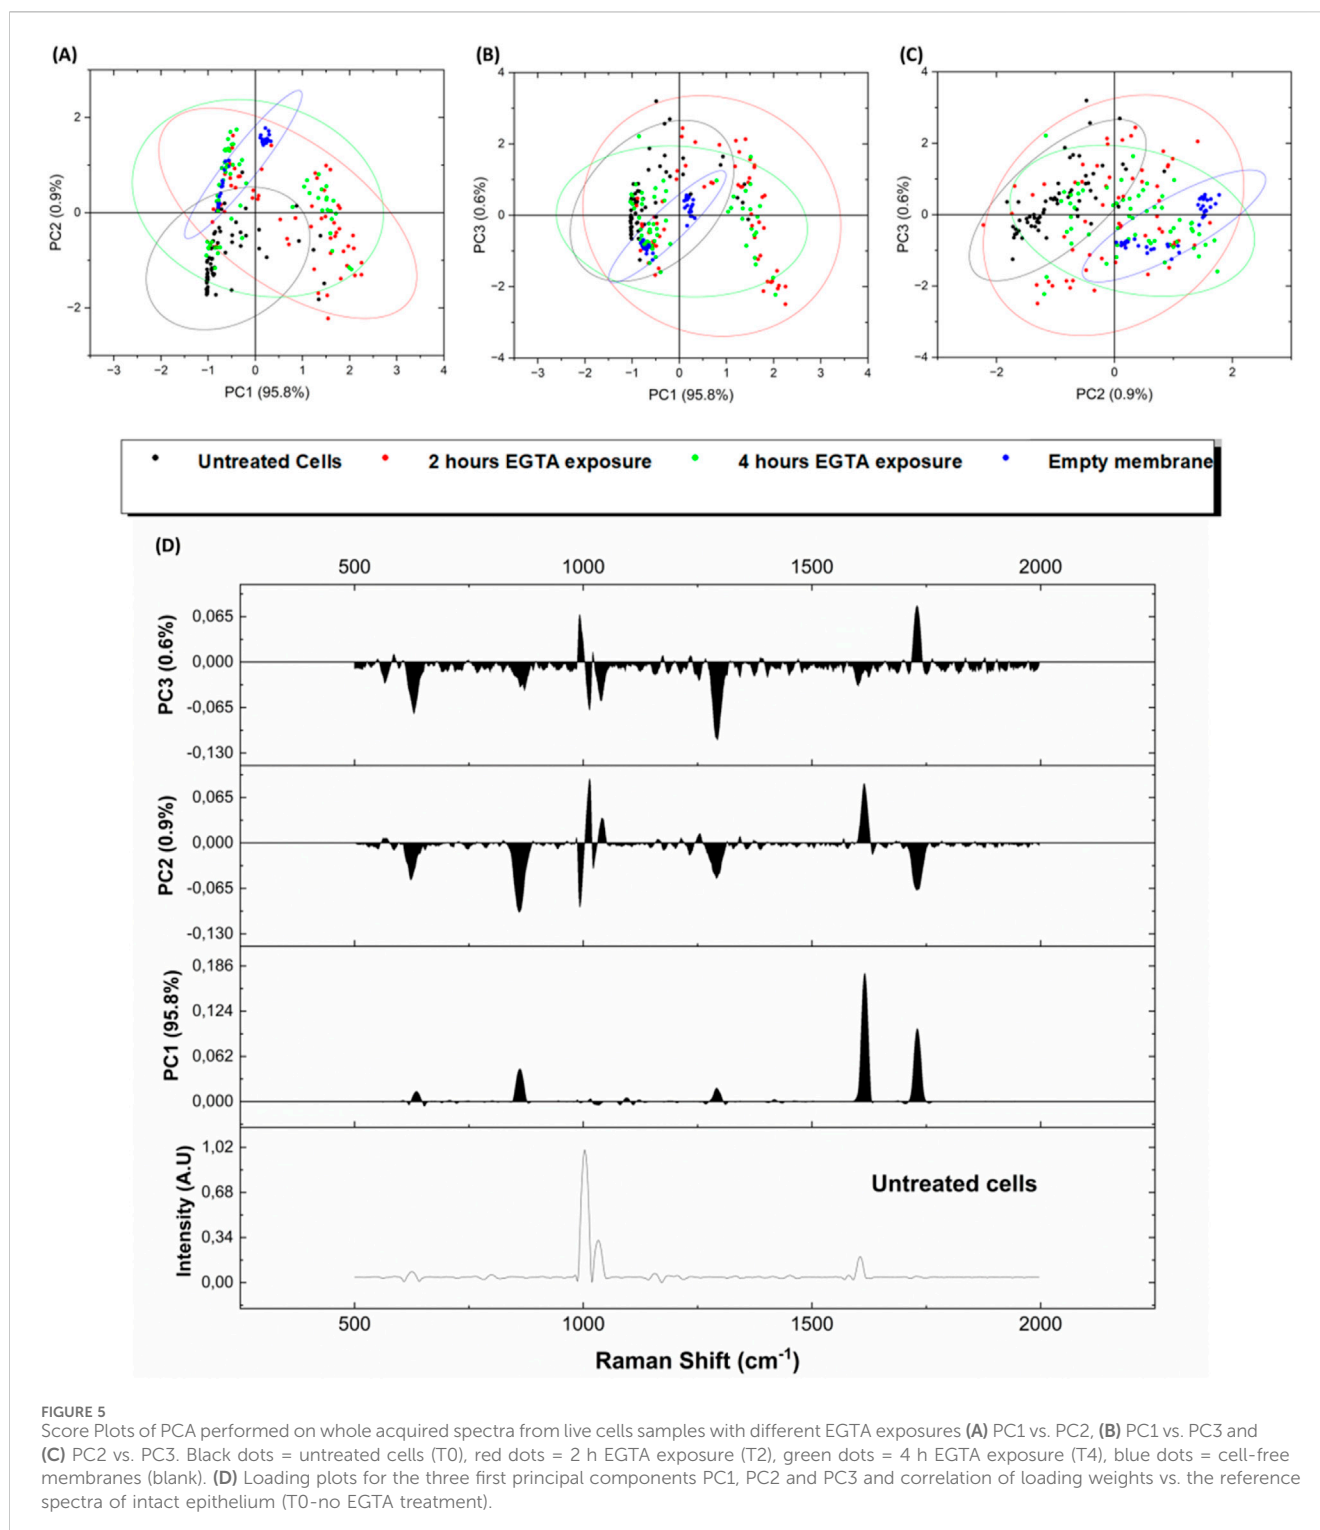 (A)
(B)
(C)
2
0
−2
PC2 (0.9%)
−3 −2 −1 0 1 2 3 4
PC1 (95.8%)
4
2
0
−2
−4
PC3 (0.6%)
−3 −2 −1 0 1 2 3 4
PC1 (95.8%)
4
2
0
−2
−4
PC3 (0.6%)
−2 0 2
PC2 (0.9%)
Untreated Cells 2 hours EGTA exposure 4 hours EGTA exposure Empty membrane
(D)
500 1000 1500 2000
0,065
0,000
-0,065
-0,130
PC3 (0.6%)
0,065
0,000
-0,065
-0,130
PC2 (0.9%)
0,186
0,124
0,062
0,000
PC1 (95.8%)
1,02
0,68
0,34
0,00
Intensity (A.U)
Untreated cells
500 1000 1500 2000
Raman Shift (cm-1)
FIGURE 5
Score Plots of PCA performed on whole acquired spectra from live cells samples with different EGTA exposures (A) PC1 vs. PC2, (B) PC1 vs. PC3 and
(C) PC2 vs. PC3. Black dots = untreated cells (T0), red dots = 2 h EGTA exposure (T2), green dots = 4 h EGTA exposure (T4), blue dots = cell-free
membranes (blank). (D) Loading plots for the three first principal components PC1, PC2 and PC3 and correlation of loading weights vs. the reference
spectra of intact epithelium (T0-no EGTA treatment).